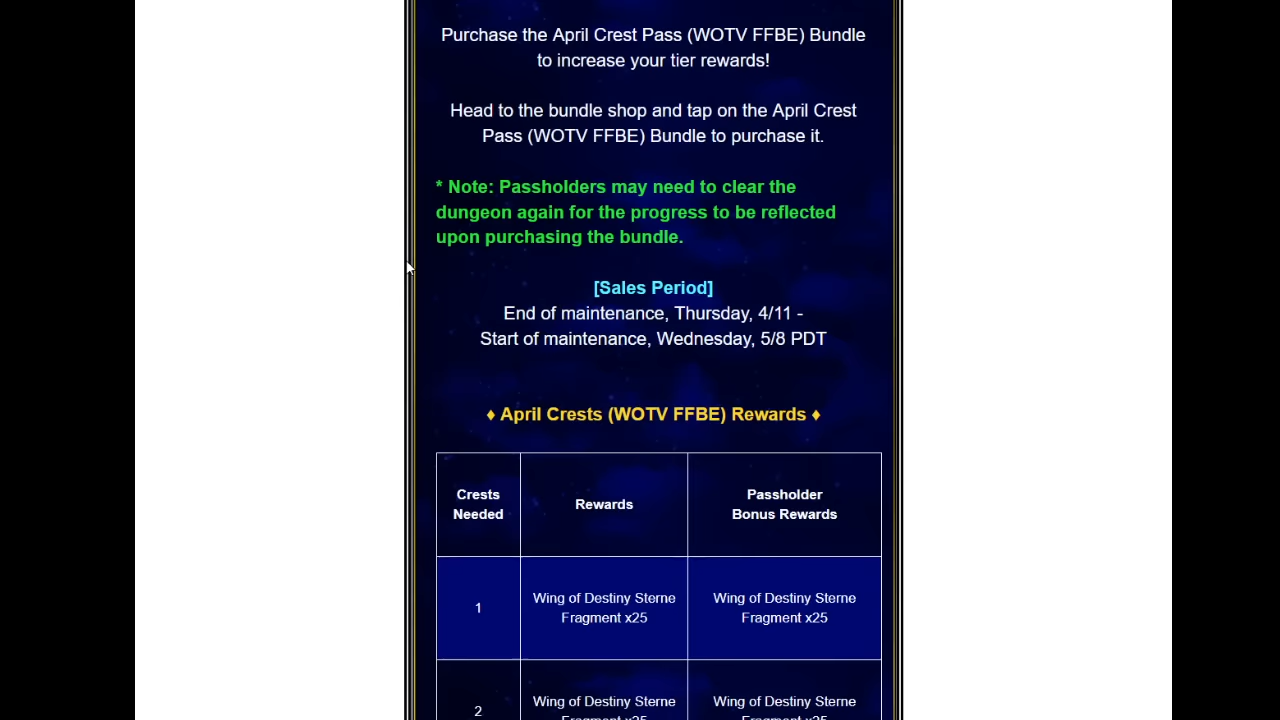 Purchase the April Crest Pass (WOTV FFBE) Bundle
to increase your tier rewards!
Head to the bundle shop and tap on the April Crest
Pass (WOTV FFBE) Bundle to purchase it.
* Note: Passholders may need to clear the
dungeon again for the progress to be reflected
upon purchasing the bundle.
[Sales Period]
End of maintenance, Thursday, 4/11 -
Start of maintenance, Wednesday, 5/8 PDT
♦ April Crests (WOTV FFBE) Rewards ♦
Crests
Needed
Rewards
Passholder
Bonus Rewards
1
Wing of Destiny Sterne
Fragment x25
Wing of Destiny Sterne
Fragment x25
2
Wing of Destiny Sterne
Fragment x25
Wing of Destiny Sterne
Fragment x25